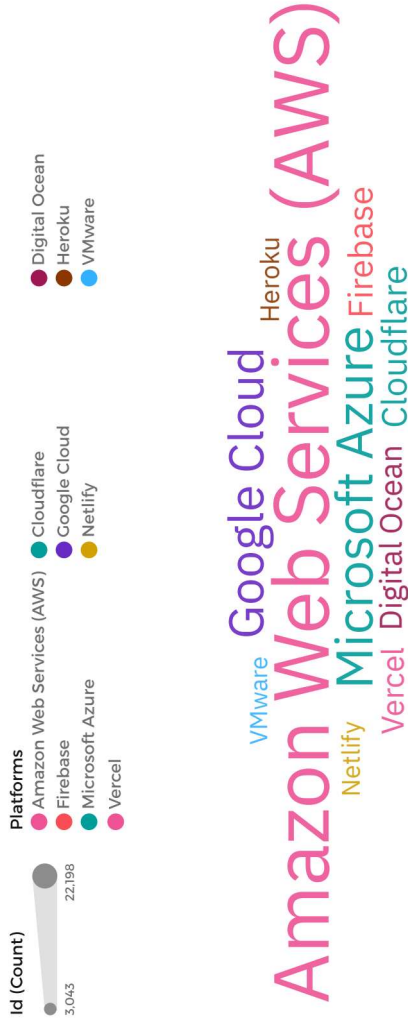 Id (Count)
3,043
22,198
Platforms
Amazon Web Services (AWS)
Firebase
Microsoft Azure
Vercel
Cloudflare
Google Cloud
Netlify
Digital Ocean
Heroku
VMware
VMware
Google Cloud
Heroku
Amazon Web Services (AWS)
Netlify
Microsoft Azure
Firebase
Vercel
Digital Ocean
Cloudflare